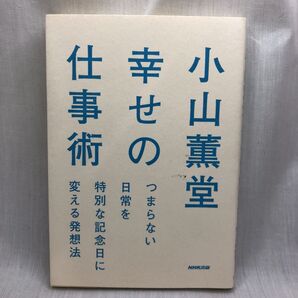 小山薫堂
幸せの
仕事術
つまらない
日常を
特別な記念日に
変える発想法
NHK出版